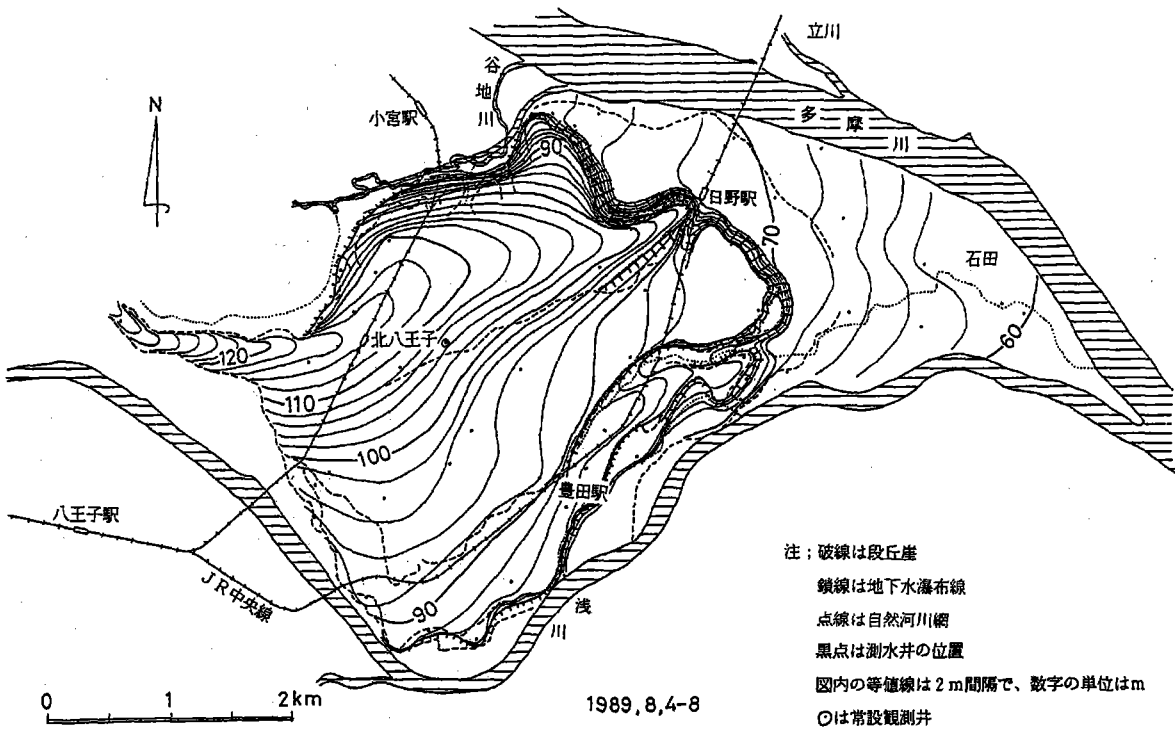 立川
谷
地
川
N
小宮駅
多
摩
川
90
日野駅
70
石田
北八王子
120
60
110
100
豊田駅
八王子駅
JR中央線
90
浅
川
注；破線は段丘崖
鎖線は地下水瀑布線
点線は自然河川網
黒点は測水井の位置
図内の等値線は2m間隔で、数字の単位はm
⊙は常設観測井
0 1 2km
1989,8,4-8